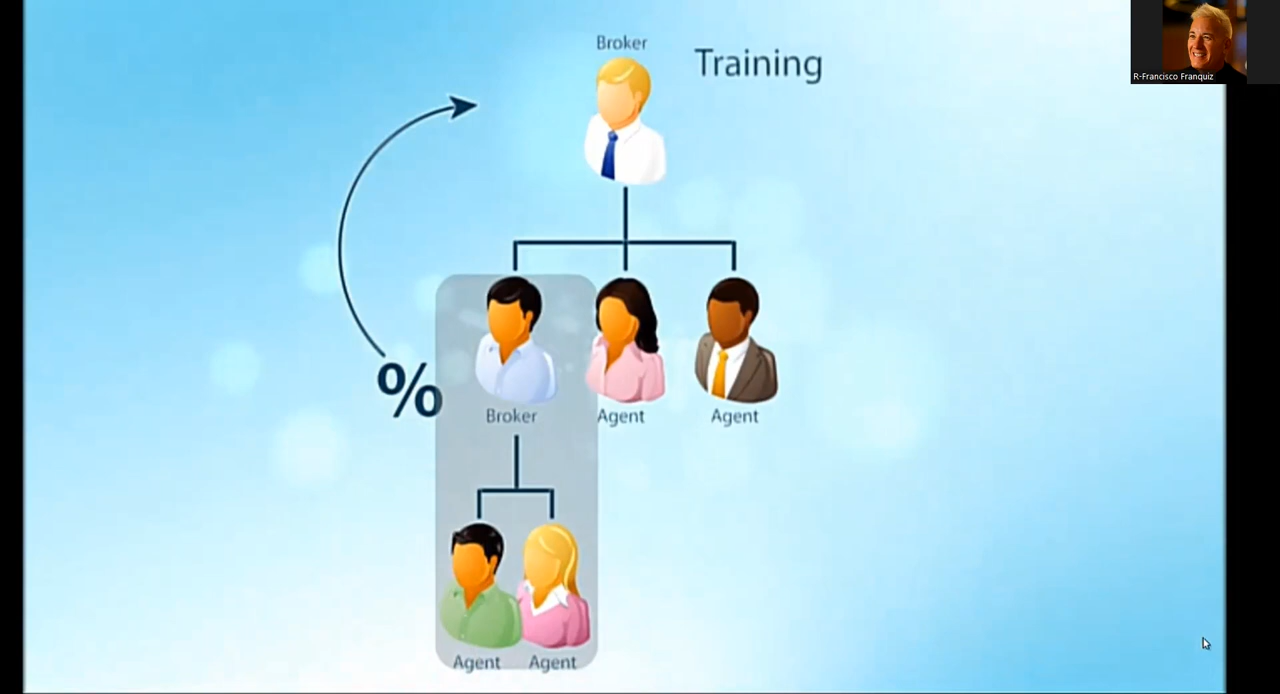 Broker
Training
R-Francisco Franquiz
%
Broker
Agent
Agent
Agent
Agent